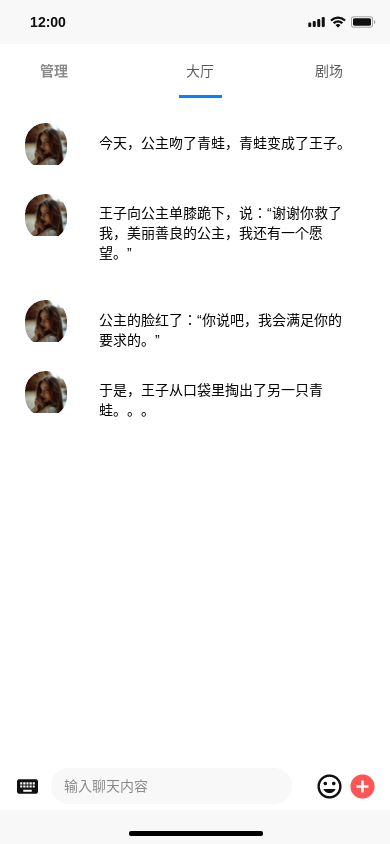 12:00
管理 大厅 剧场
今天，公主吻了青蛙，青蛙变成了王子。
王子向公主单膝跪下，说：“谢谢你救了
我，美丽善良的公主，我还有一个愿
望。”
公主的脸红了：“你说吧，我会满足你的
要求的。”
于是，王子从口袋里掏出了另一只青
蛙。。。
输入聊天内容